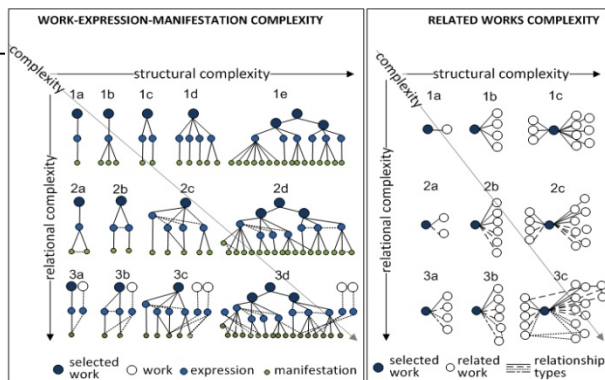 WORK-EXPRESSION-MANIFESTATION COMPLEXITY
complexity
structural complexity
relational complexity
1a 1b 1c 1d 1e
2a 2b 2c 2d
3a 3b 3c 3d
selected work
work
expression
manifestation
RELATED WORKS COMPLEXITY
complexity
structural complexity
relational complexity
1a 1b 1c
2a 2b 2c
3a 3b 3c
selected work
related work
relationship types